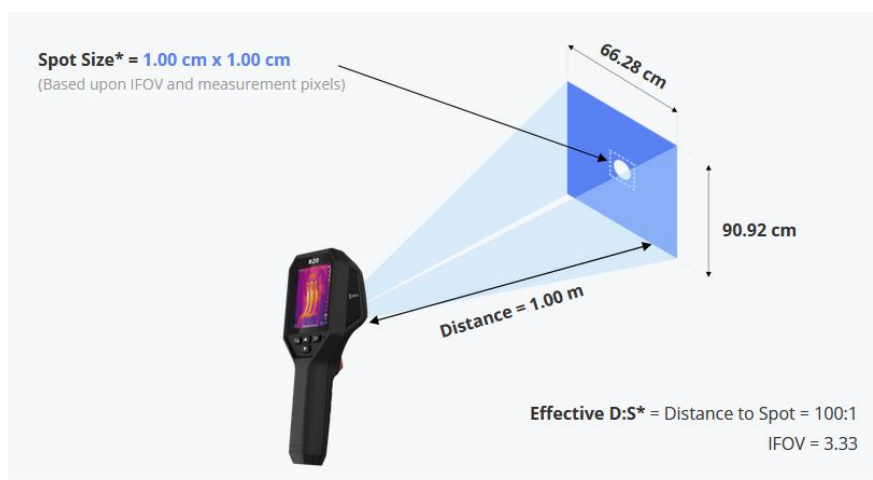 Spot Size* = 1.00 cm x 1.00 cm
(Based upon IFOV and measurement pixels)
66.28 cm
90.92 cm
B20
Distance = 1.00 m
Effective D:S* = Distance to Spot = 100:1
IFOV = 3.33